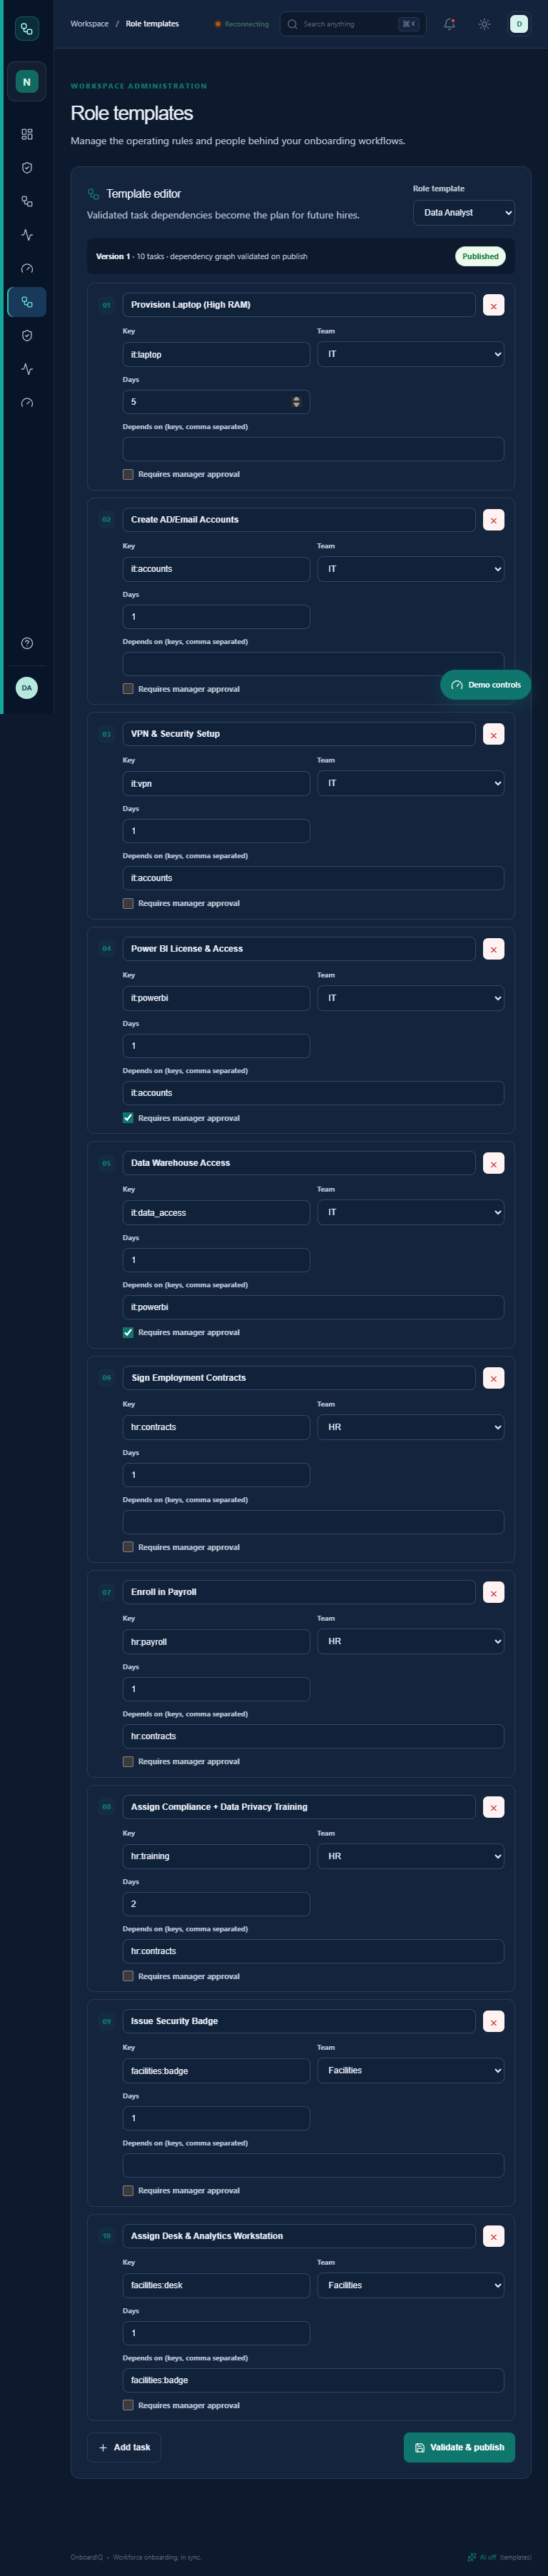 Workspace / Role templates
Reconnecting
Search anything
⌘ K
D
N
WORKSPACE ADMINISTRATION
Role templates
Manage the operating rules and people behind your onboarding workflows.
Template editor
Validated task dependencies become the plan for future hires.
Role template
Data Analyst
Version 1 · 10 tasks · dependency graph validated on publish
Published
01
Provision Laptop (High RAM)
Key
Team
it:laptop
IT
Days
5
Depends on (keys, comma separated)
Requires manager approval
02
Create AD/Email Accounts
Key
Team
it:accounts
IT
Days
1
Depends on (keys, comma separated)
Requires manager approval
DA
Demo controls
03
VPN & Security Setup
Key
Team
it:vpn
IT
Days
1
Depends on (keys, comma separated)
it:accounts
Requires manager approval
04
Power BI License & Access
Key
Team
it:powerbi
IT
Days
1
Depends on (keys, comma separated)
it:accounts
Requires manager approval
05
Data Warehouse Access
Key
Team
it:data_access
IT
Days
1
Depends on (keys, comma separated)
it:powerbi
Requires manager approval
06
Sign Employment Contracts
Key
Team
hr:contracts
HR
Days
1
Depends on (keys, comma separated)
Requires manager approval
07
Enroll in Payroll
Key
Team
hr:payroll
HR
Days
1
Depends on (keys, comma separated)
hr:contracts
Requires manager approval
08
Assign Compliance + Data Privacy Training
Key
Team
hr:training
HR
Days
2
Depends on (keys, comma separated)
hr:contracts
Requires manager approval
09
Issue Security Badge
Key
Team
facilities:badge
Facilities
Days
1
Depends on (keys, comma separated)
Requires manager approval
10
Assign Desk & Analytics Workstation
Key
Team
facilities:desk
Facilities
Days
1
Depends on (keys, comma separated)
facilities:badge
Requires manager approval
Add task
Validate & publish
OnboardIQ • Workforce onboarding, in sync.
AI off (templates)